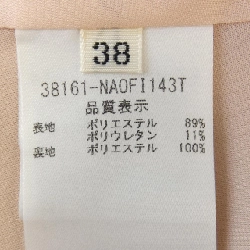 38
38161-NAOFI143T
品質表示
表地 ポリエステル 89%
ポリウレタン 11%
裏地 ポリエステル 100%